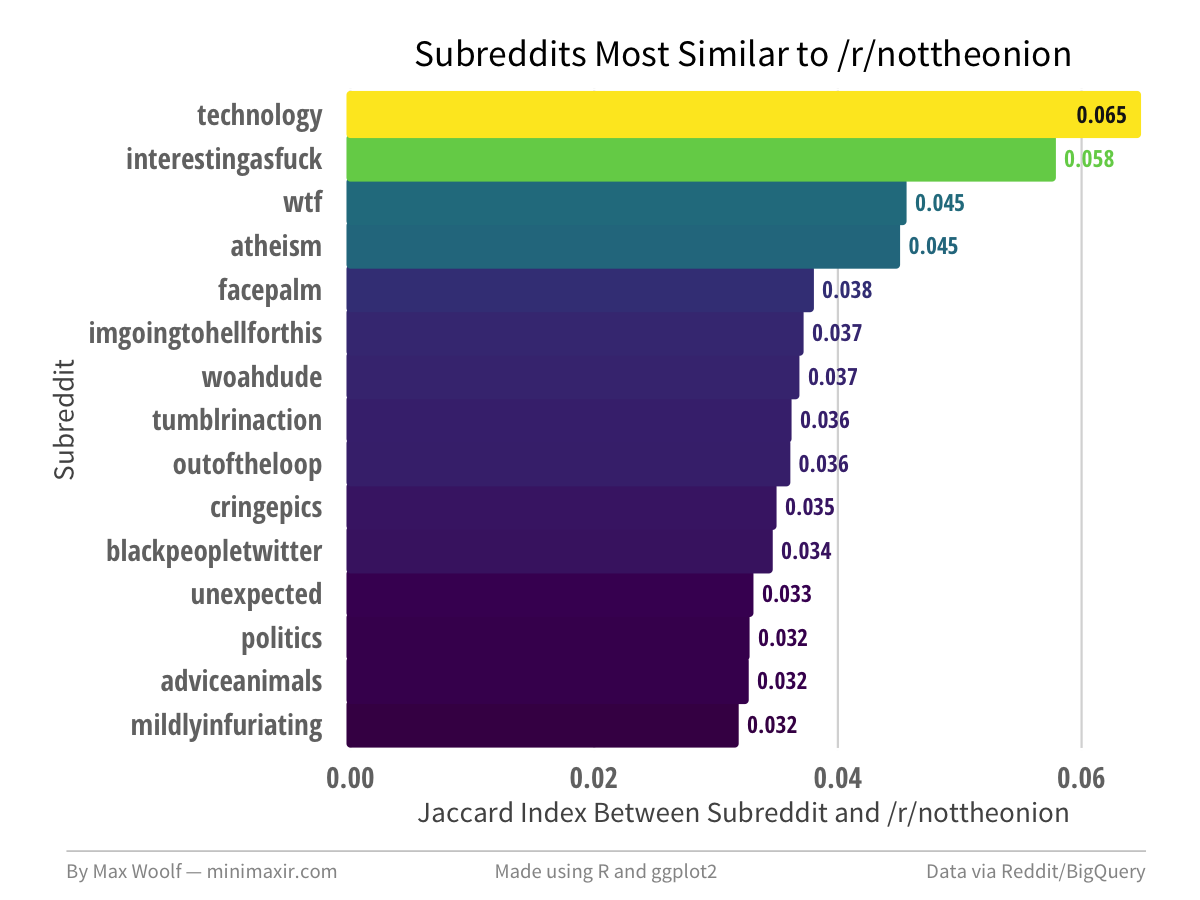 Subreddits Most Similar to /r/nottheonion
technology 0.065
interestingasfuck 0.058
wtf 0.045
atheism 0.045
facepalm 0.038
imgoingtohellforthis 0.037
woahdude 0.037
tumblrinaction 0.036
outoftheloop 0.036
cringepics 0.035
blackpeopletwitter 0.034
unexpected 0.033
politics 0.032
adviceanimals 0.032
mildlyinfuriating 0.032
Subreddit
0.00 0.02 0.04 0.06
Jaccard Index Between Subreddit and /r/nottheonion
By Max Woolf — minimaxir.com Made using R and ggplot2 Data via Reddit/BigQuery